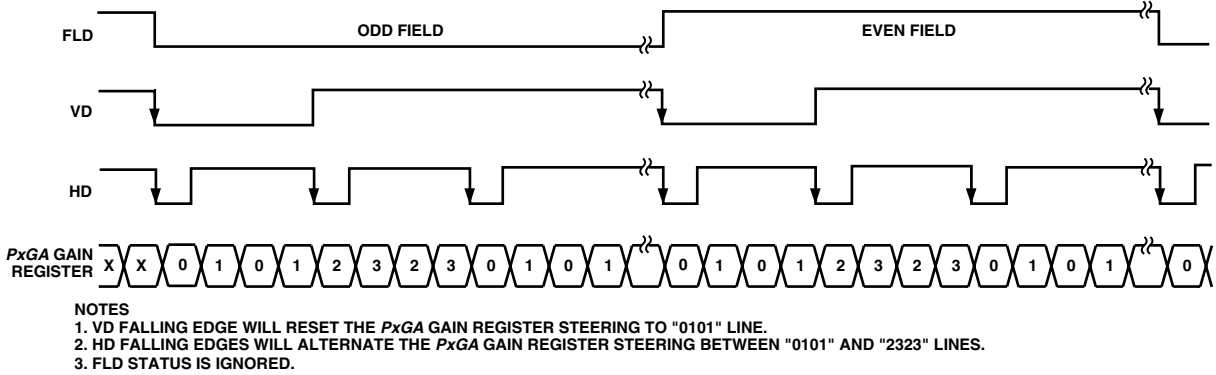 FLD
ODD FIELD
EVEN FIELD
VD
HD
PxGA GAIN
REGISTER
X X 0 1 0 1 2 3 2 3 0 1 0 1 0 1 0 1 2 3 2 3 0 1 0 1 0
NOTES
1. VD FALLING EDGE WILL RESET THE PxGA GAIN REGISTER STEERING TO "0101" LINE.
2. HD FALLING EDGES WILL ALTERNATE THE PxGA GAIN REGISTER STEERING BETWEEN "0101" AND "2323" LINES.
3. FLD STATUS IS IGNORED.